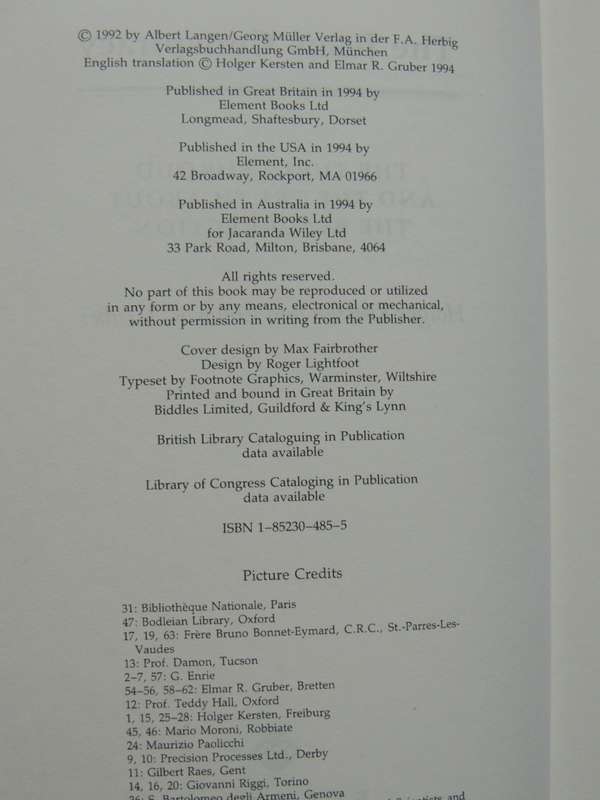 © 1992 by Albert Langen/Georg Müller Verlag in der F.A. Herbig
Verlagsbuchhandlung GmbH, München
English translation © Holger Kersten and Elmar R. Gruber 1994
Published in Great Britain in 1994 by
Element Books Ltd
Longmead, Shaftesbury, Dorset
Published in the USA in 1994 by
Element, Inc.
42 Broadway, Rockport, MA 01966
Published in Australia in 1994 by
Element Books Ltd
for Jacaranda Wiley Ltd
33 Park Road, Milton, Brisbane, 4064
All rights reserved.
No part of this book may be reproduced or utilized
in any form or by any means, electronical or mechanical,
without permission in writing from the Publisher.
Cover design by Max Fairbrother
Design by Roger Lightfoot
Typeset by Footnote Graphics, Warminster, Wiltshire
Printed and bound in Great Britain by
Biddles Limited, Guildford & King's Lynn
British Library Cataloguing in Publication
data available
Library of Congress Cataloging in Publication
data available
ISBN 1–85230–485–5
Picture Credits
31: Bibliothèque Nationale, Paris
47: Bodleian Library, Oxford
17, 19, 63: Frère Bruno Bonnet-Eymard, C.R.C., St.-Parres-Les-
Vaudes
13: Prof. Damon, Tucson
2–7, 57: G. Enrie
54–56, 58–62: Elmar R. Gruber, Bretten
12: Prof. Teddy Hall, Oxford
1, 15, 25–28: Holger Kersten, Freiburg
45, 46: Mario Moroni, Robbiate
24: Maurizio Paolicchi
9, 10: Precision Processes Ltd., Derby
11: Gilbert Raes, Gent
14, 16, 20: Giovanni Riggi, Torino
26: S. Bartolomeo degli Armeni, Genova
Scientists and